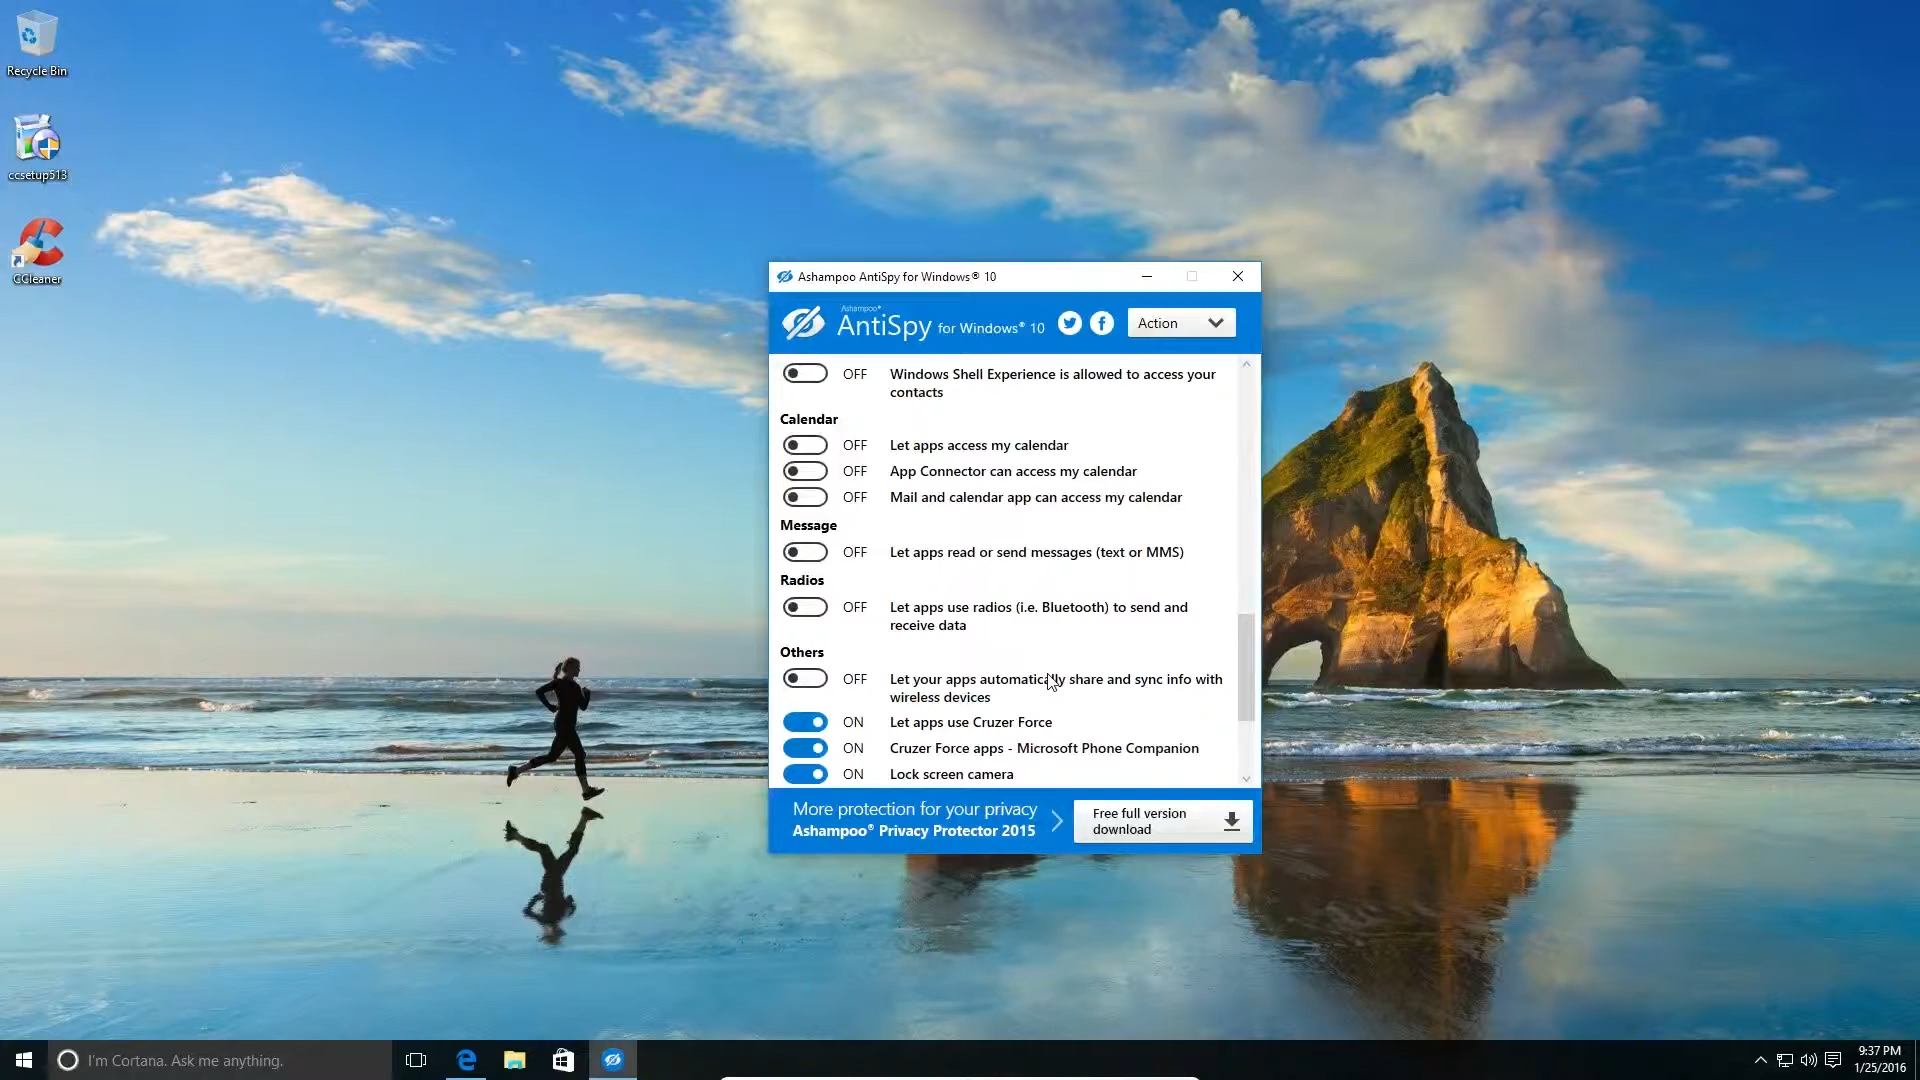 Recycle Bin
ccsetup513
CCleaner
Ashampoo AntiSpy for Windows® 10
Ashampoo®
AntiSpy for Windows® 10
Action
OFF Windows Shell Experience is allowed to access your
contacts
Calendar
OFF Let apps access my calendar
OFF App Connector can access my calendar
OFF Mail and calendar app can access my calendar
Message
OFF Let apps read or send messages (text or MMS)
Radios
OFF Let apps use radios (i.e. Bluetooth) to send and
receive data
Others
OFF Let your apps automatically share and sync info with
wireless devices
ON Let apps use Cruzer Force
ON Cruzer Force apps - Microsoft Phone Companion
ON Lock screen camera
More protection for your privacy
Ashampoo® Privacy Protector 2015
Free full version
download
I'm Cortana. Ask me anything.
9:37 PM
1/25/2016